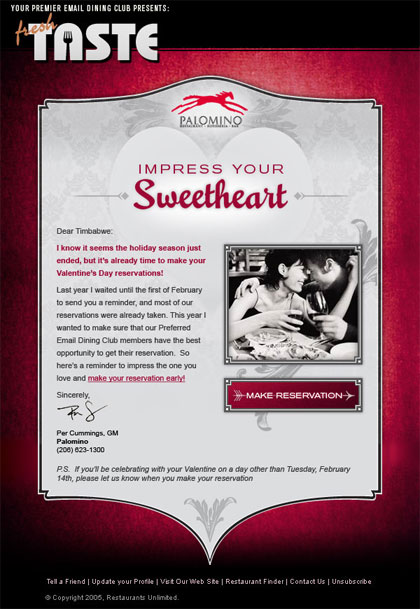 YOUR PREMIER EMAIL DINING CLUB PRESENTS:
fresh
TASTE
PALOMINO
RESTAURANT • ROTISSERIA • BAR
IMPRESS YOUR
Sweetheart
Dear Timbabwe:
I know it seems the holiday season just
ended, but it's already time to make your
Valentine's Day reservations!
Last year I waited until the first of February
to send you a reminder, and most of our
reservations were already taken. This year I
wanted to make sure that our Preferred
Email Dining Club members have the best
opportunity to get their reservation.  So
here's a reminder to impress the one you
love and make your reservation early!
MAKE RESERVATION
Sincerely,
Per Cummings, GM
Palomino
(206) 623-1300
P.S.  If you'll be celebrating with your Valentine on a day other than Tuesday, February
14th, please let us know when you make your reservation
Tell a Friend | Update your Profile | Visit Our Web Site | Restaurant Finder | Contact Us | Unsubscribe
© Copyright 2005, Restaurants Unlimited.